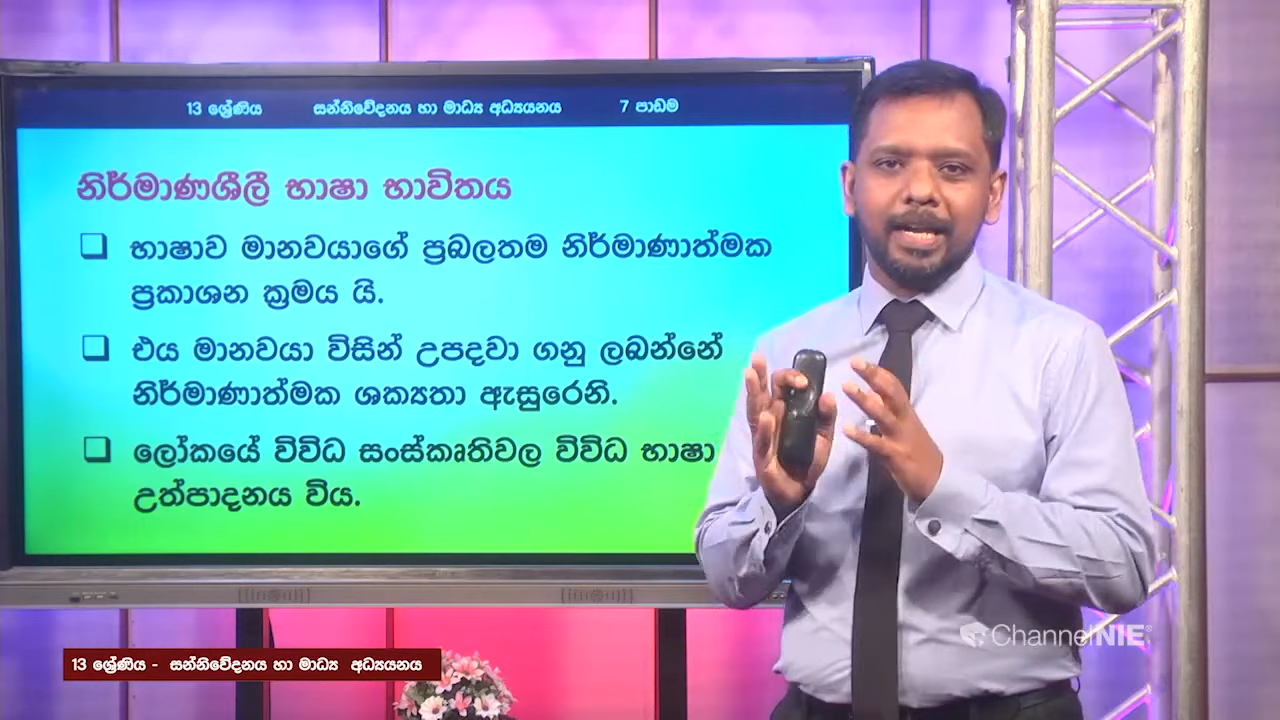 13 ශ්‍රේණිය සන්නිවේදනය හා මාධ්‍ය අධ්‍යයනය 7 පාඩම
නිර්මාණශීලී භාෂා භාවිතය
භාෂාව මානවයාගේ ප්‍රබලතම නිර්මාණාත්මක
ප්‍රකාශන ක්‍රමය යි.
එය මානවයා විසින් උපදවා ගනු ලබන්නේ
නිර්මාණාත්මක ශක්‍යතා ඇසුරෙනි.
ලෝකයේ විවිධ සංස්කෘතිවල විවිධ භාෂා
උත්පාදනය විය.
ChannelNIE
13 ශ්‍රේණිය - සන්නිවේදනය හා මාධ්‍ය අධ්‍යයනය